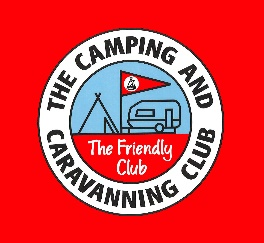 THE CAMPING AND
CARAVANNING CLUB
The Friendly
Club